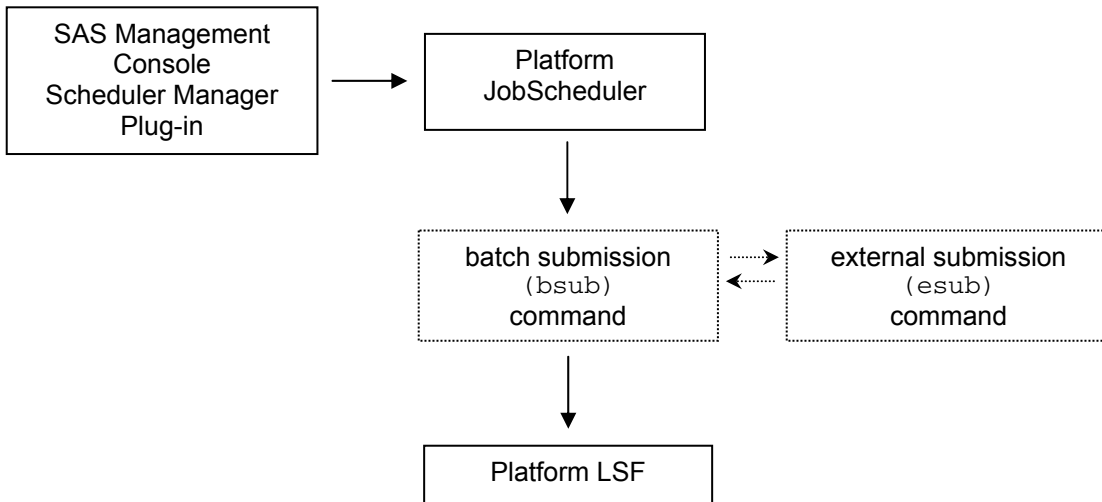 SAS Management
Console
Scheduler Manager
Plug-in
Platform
JobScheduler
batch submission
(bsub)
command
external submission
(esub)
command
Platform LSF